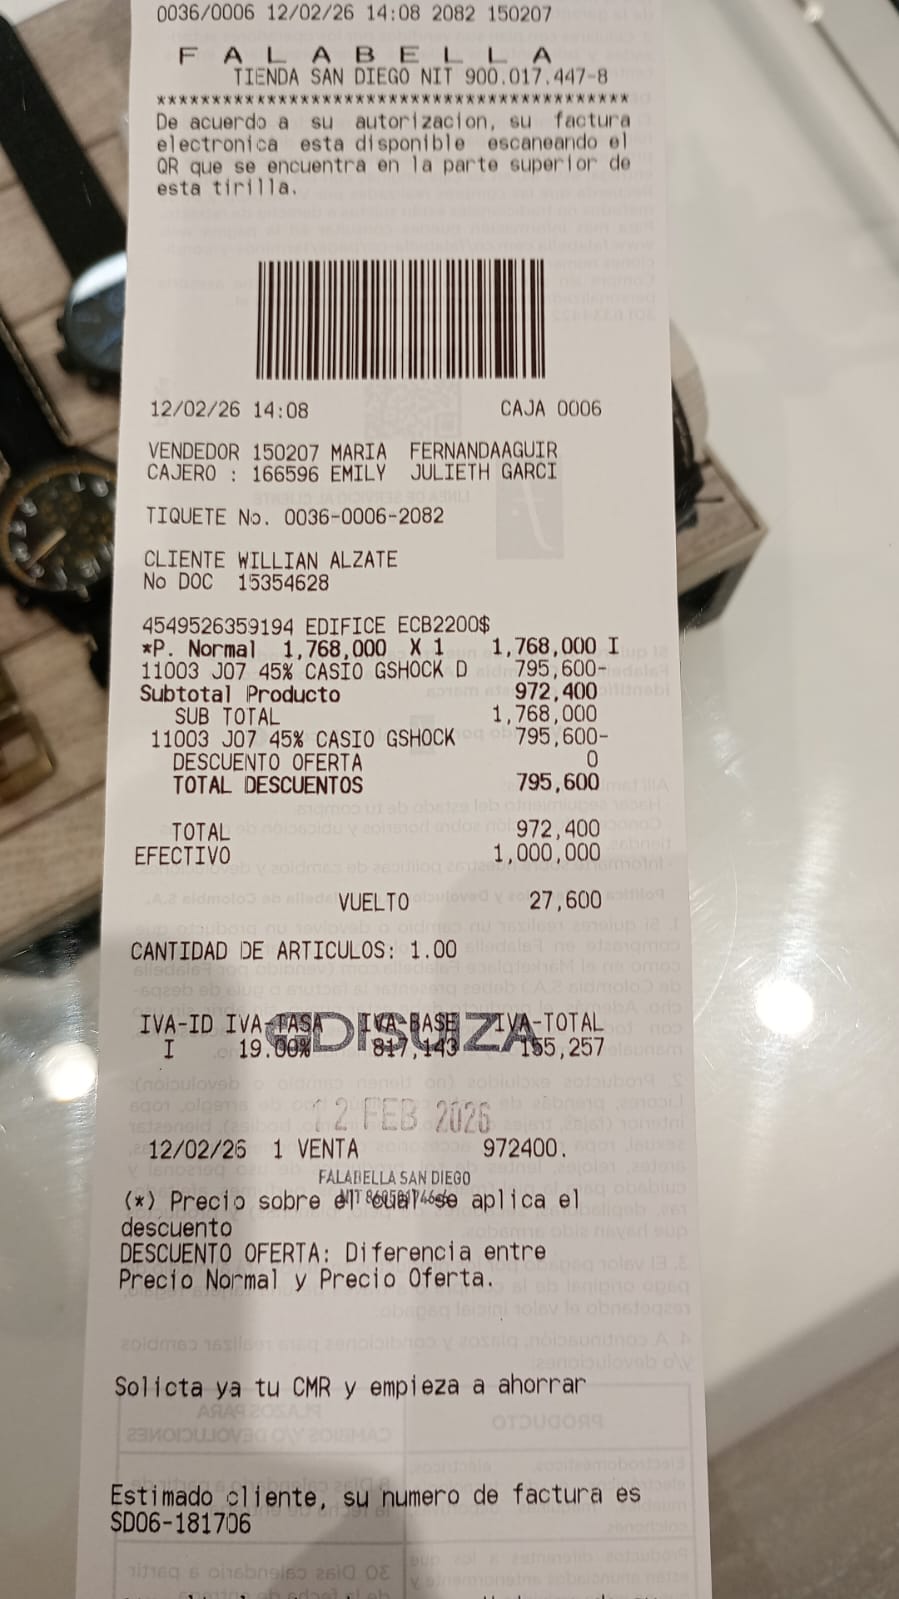 0036/0006 12/02/26 14:08 2082 150207
F A L A B E L L A
TIENDA SAN DIEGO NIT 900.017.447-8
*******************************************
De acuerdo a su autorizacion, su factura
electronica esta disponible escaneando el
QR que se encuentra en la parte superior de
esta tirilla.
12/02/26 14:08 CAJA 0006
VENDEDOR 150207 MARIA FERNANDAAGUIR
CAJERO : 166596 EMILY JULIETH GARCI
TIQUETE No. 0036-0006-2082
CLIENTE WILLIAN ALZATE
No DOC 15354628
4549526359194 EDIFICE ECB2200$
*P. Normal 1,768,000 X 1 1,768,000 I
11003 J07 45% CASIO GSHOCK D 795,600-
Subtotal Producto 972,400
SUB TOTAL 1,768,000
11003 J07 45% CASIO GSHOCK 795,600-
DESCUENTO OFERTA 0
TOTAL DESCUENTOS 795,600
TOTAL 972,400
EFECTIVO 1,000,000
VUELTO 27,600
CANTIDAD DE ARTICULOS: 1.00
IVA-ID IVA-TASA IVA-BASE IVA-TOTAL
I 19.00% 817,143 155,257
DISUIZA
12 FEB 2026
12/02/26 1 VENTA 972400.
FALABELLA SAN DIEGO
NIT
(*) Precio sobre el cual se aplica el
descuento
DESCUENTO OFERTA: Diferencia entre
Precio Normal y Precio Oferta.
Solicta ya tu CMR y empieza a ahorrar
Estimado cliente, su numero de factura es
SD06-181706